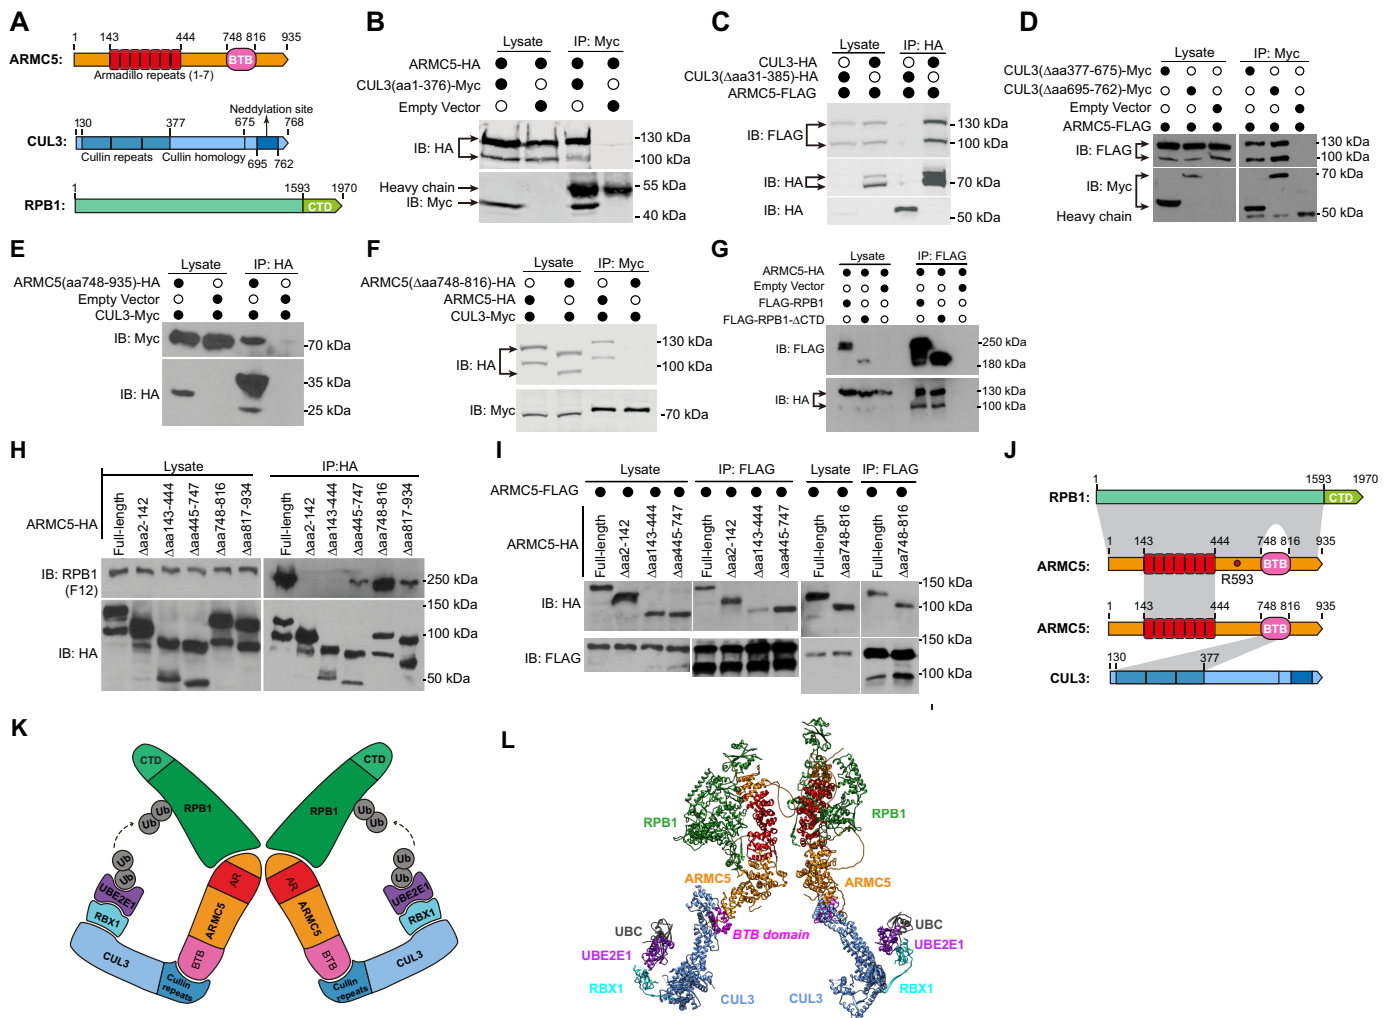 A
1 143 444 748 816 935
ARMC5:
BTB
Armadillo repeats (1-7)
Neddylation site
130 377 675 768
CUL3:
Cullin repeats Cullin homology 695 762
1 1593 1970
RPB1:
CTD
B
Lysate IP: Myc
ARMC5-HA
CUL3(aa1-376)-Myc
Empty Vector
IB: HA
130 kDa
100 kDa
Heavy chain
IB: Myc
55 kDa
40 kDa
C
Lysate IP: HA
CUL3-HA
CUL3(Δaa31-385)-HA
ARMC5-FLAG
IB: FLAG
130 kDa
100 kDa
IB: HA
70 kDa
IB: HA
50 kDa
D
Lysate IP: Myc
CUL3(Δaa377-675)-Myc
CUL3(Δaa695-762)-Myc
Empty Vector
ARMC5-FLAG
IB: FLAG
130 kDa
100 kDa
IB: Myc
70 kDa
Heavy chain
50 kDa
E
Lysate IP: HA
ARMC5(aa748-935)-HA
Empty Vector
CUL3-Myc
IB: Myc
70 kDa
IB: HA
35 kDa
25 kDa
F
Lysate IP: Myc
ARMC5(Δaa748-816)-HA
ARMC5-HA
CUL3-Myc
IB: HA
130 kDa
100 kDa
IB: Myc
70 kDa
G
Lysate IP: FLAG
ARMC5-HA
Empty Vector
FLAG-RPB1
FLAG-RPB1-ΔCTD
IB: FLAG
250 kDa
180 kDa
IB: HA
130 kDa
100 kDa
H
Lysate IP:HA
ARMC5-HA
Full-length Δaa2-142 Δaa143-444 Δaa445-747 Δaa748-816 Δaa817-934
Full-length Δaa2-142 Δaa143-444 Δaa445-747 Δaa748-816 Δaa817-934
IB: RPB1
(F12)
250 kDa
150 kDa
IB: HA
100 kDa
50 kDa
I
Lysate IP: FLAG Lysate IP: FLAG
ARMC5-FLAG
ARMC5-HA
Full-length Δaa2-142 Δaa143-444 Δaa445-747
Full-length Δaa2-142 Δaa143-444 Δaa445-747
Full-length Δaa748-816
Full-length Δaa748-816
IB: HA
150 kDa
100 kDa
IB: FLAG
150 kDa
100 kDa
J
1 1593 1970
RPB1:
CTD
1 143 444 748 816 935
ARMC5:
BTB
R593
1 143 444 748 816 935
ARMC5:
BTB
130 377
CUL3:
K
CTD
RPB1
Ub
Ub
Ub
Ub
UBE2E1
RBX1
CUL3
Cullin repeats
BTB
ARMC5
AR
CTD
RPB1
Ub
Ub
Ub
Ub
UBE2E1
RBX1
CUL3
Cullin repeats
BTB
ARMC5
AR
L
RPB1 RPB1
ARMC5 ARMC5
BTB domain
UBC UBC
UBE2E1 UBE2E1
RBX1 RBX1
CUL3 CUL3